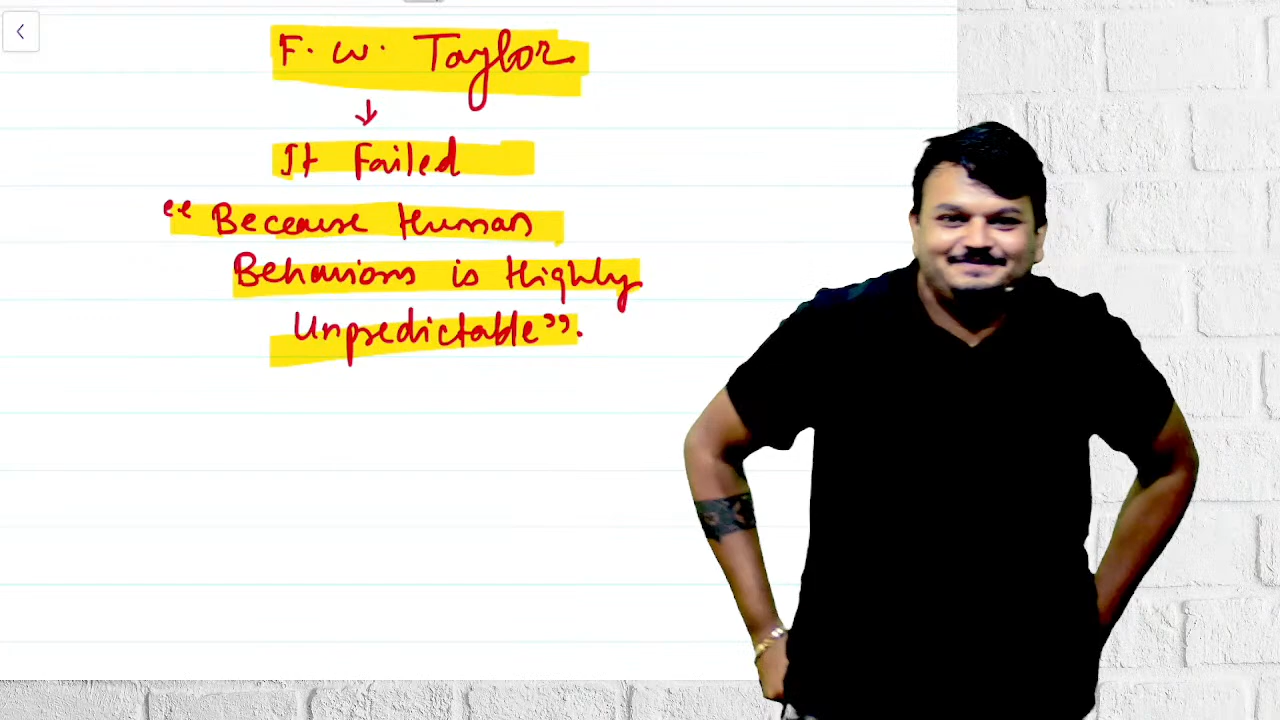 F. W. Taylor
It Failed
“ Because Human
Behaviors is Highly
Unpredictable”.